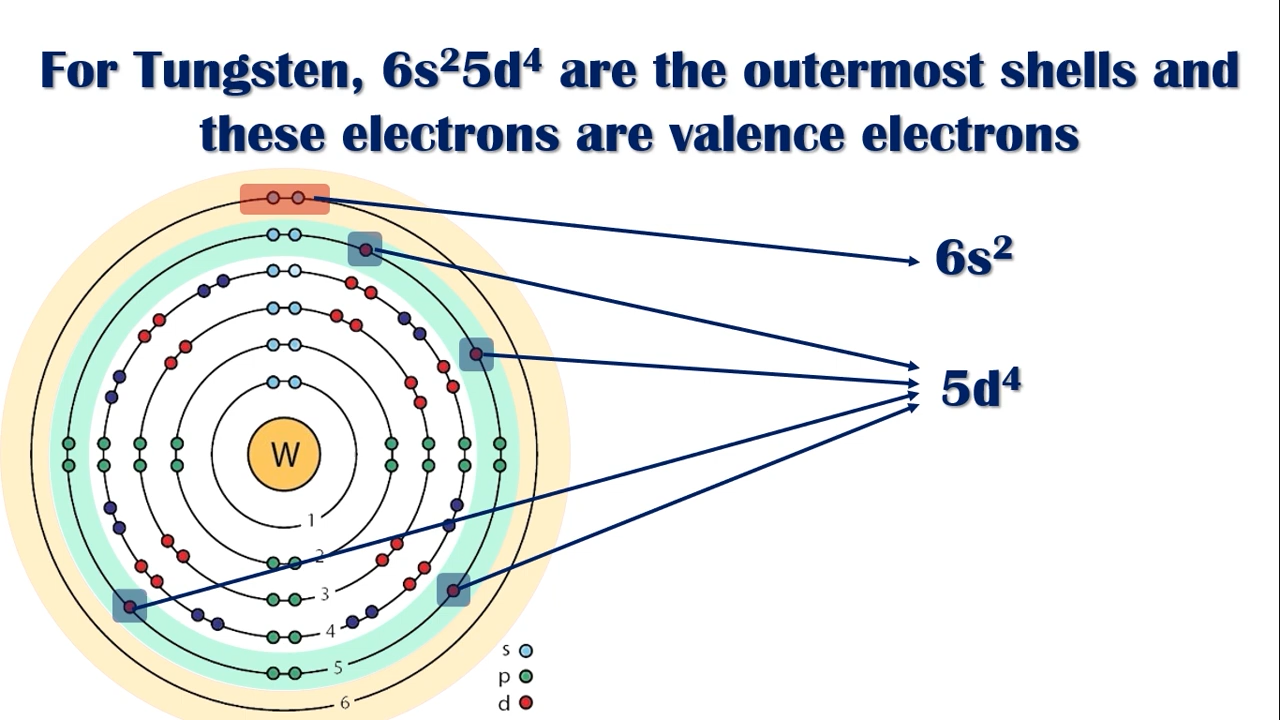 For Tungsten, 6s²5d⁴ are the outermost shells and
these electrons are valence electrons
6s²
5d⁴
W
1
2
3
4
5
6
s
p
d